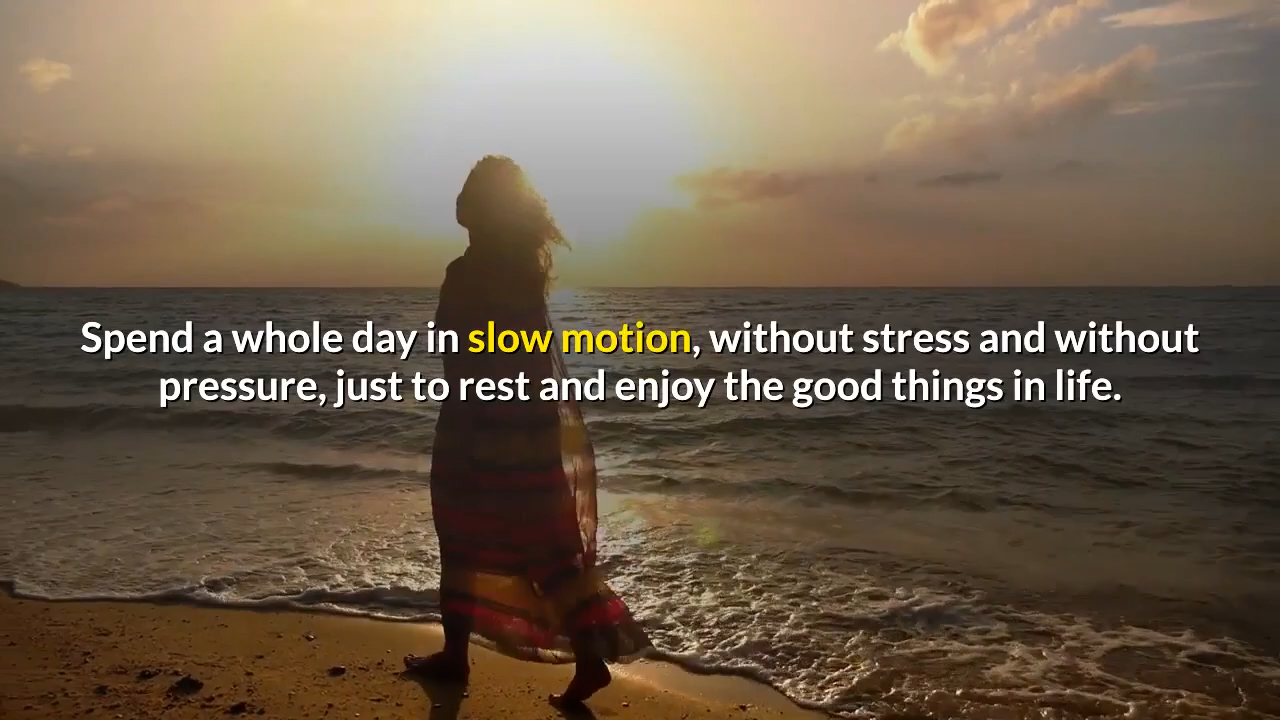 Spend a whole day in slow motion, without stress and without
pressure, just to rest and enjoy the good things in life.